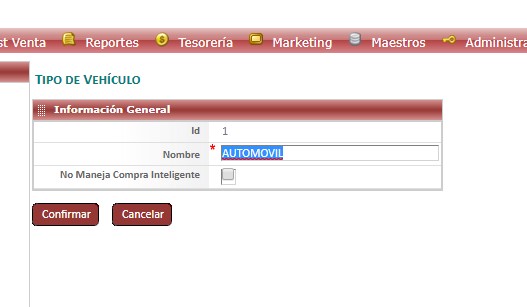 st Venta Reportes Tesorería Marketing Maestros Administra
TIPO DE VEHÍCULO
Información General
Id 1
Nombre * AUTOMOVIL
No Maneja Compra Inteligente
Confirmar Cancelar